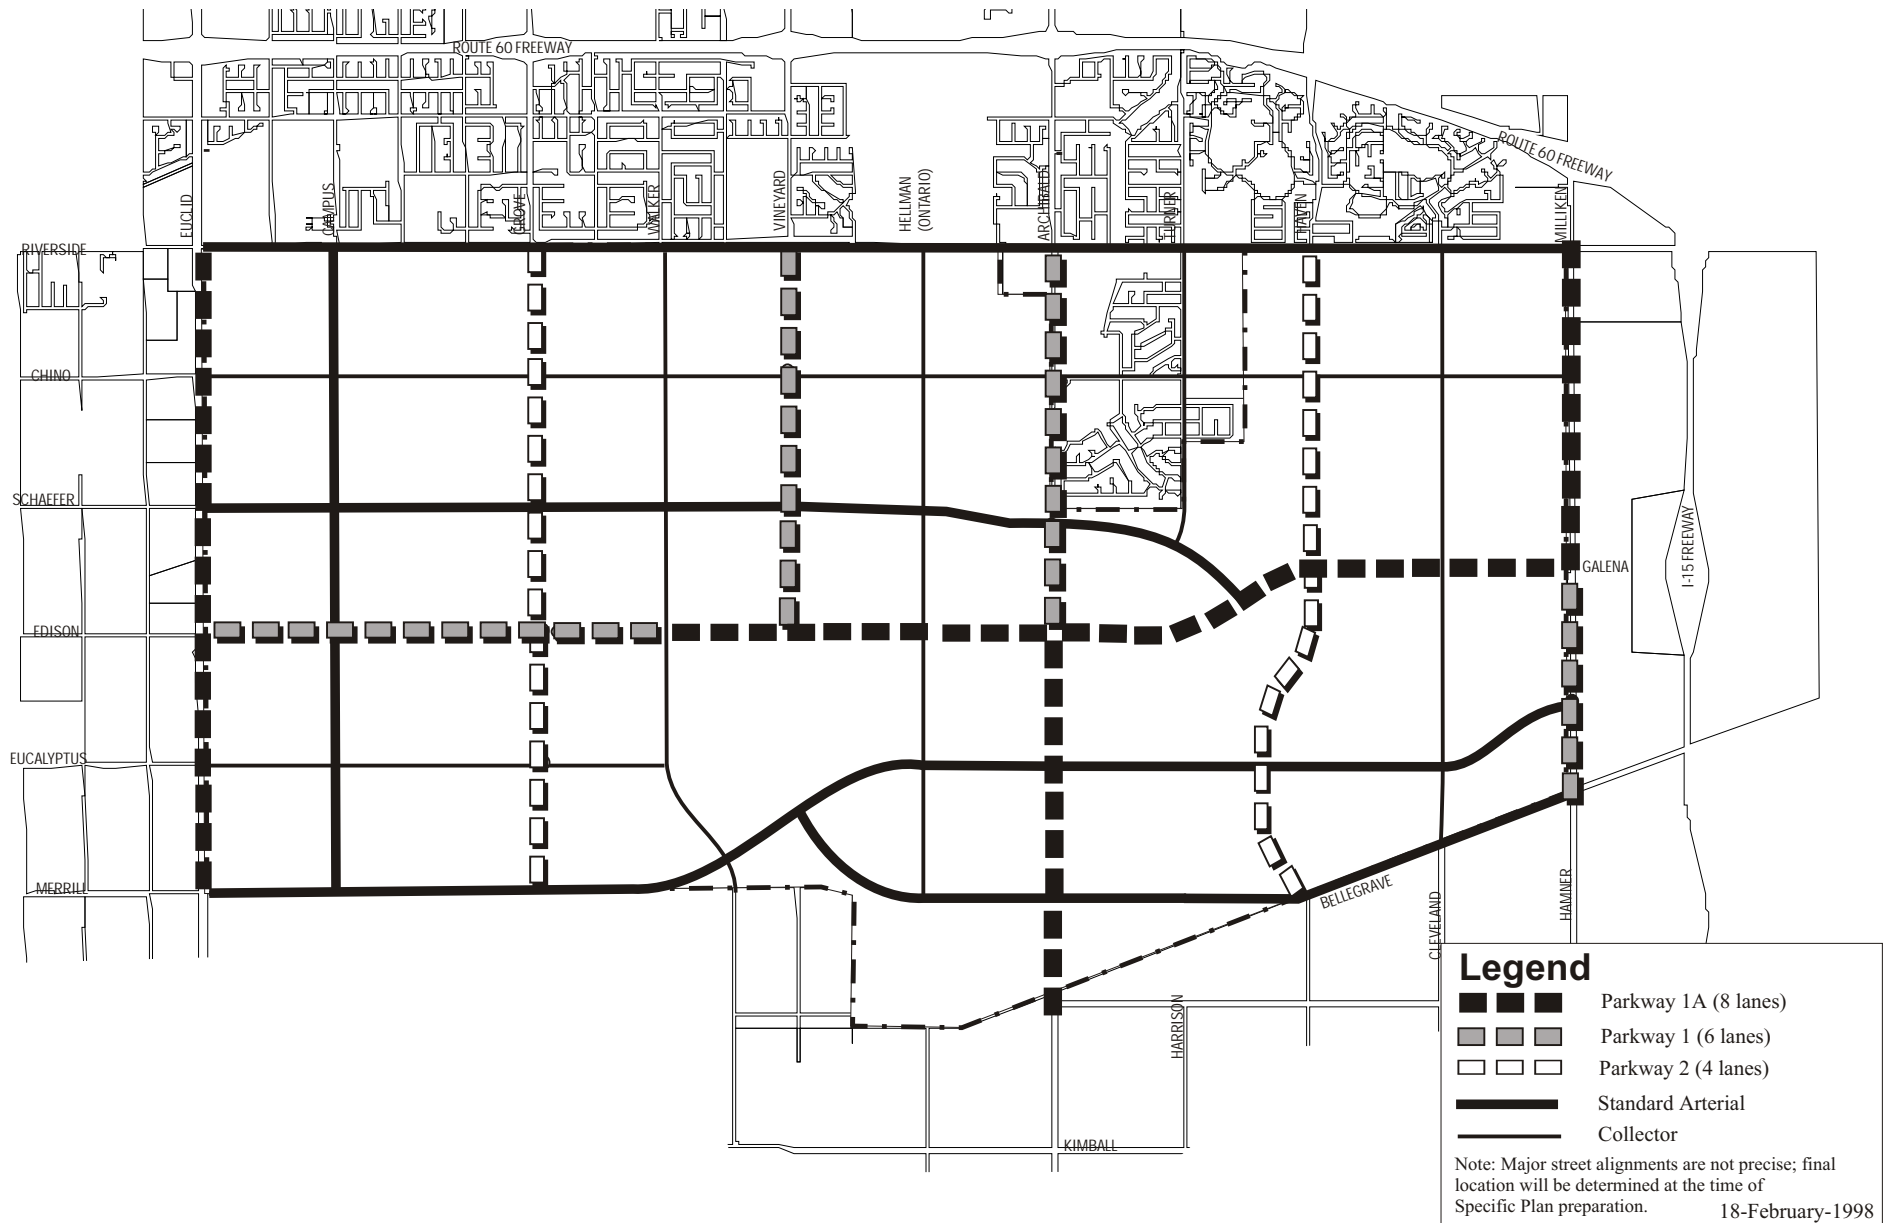 ROUTE 60 FREEWAY
ROUTE 60 FREEWAY
EUCLID
CAMPUS
GROVE
WALKER
VINEYARD
HELLMAN
(ONTARIO)
ARCHIBALD
TURNER
HAVEN
MILLIKEN
RIVERSIDE
CHINO
SCHAEFER
I-15 FREEWAY
GALENA
EDISON
EUCALYPTUS
MERRILL
BELLEGRAVE
CLEVELAND
HAMNER
HARRISON
KIMBALL
Legend
Parkway 1A (8 lanes)
Parkway 1 (6 lanes)
Parkway 2 (4 lanes)
Standard Arterial
Collector
Note: Major street alignments are not precise; final
location will be determined at the time of
Specific Plan preparation.
18-February-1998